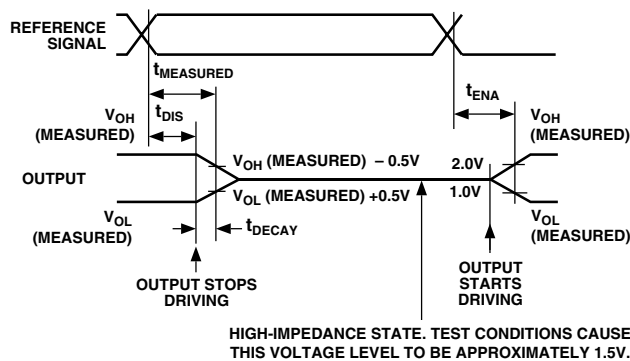 REFERENCE
SIGNAL
tMEASURED
tDIS
tENA
VOH
(MEASURED)
VOH
(MEASURED)
VOH (MEASURED) – 0.5V
2.0V
OUTPUT
VOL (MEASURED) +0.5V
1.0V
VOL
(MEASURED)
VOL
(MEASURED)
tDECAY
OUTPUT STOPS
DRIVING
OUTPUT
STARTS
DRIVING
HIGH-IMPEDANCE STATE. TEST CONDITIONS CAUSE
THIS VOLTAGE LEVEL TO BE APPROXIMATELY 1.5V.